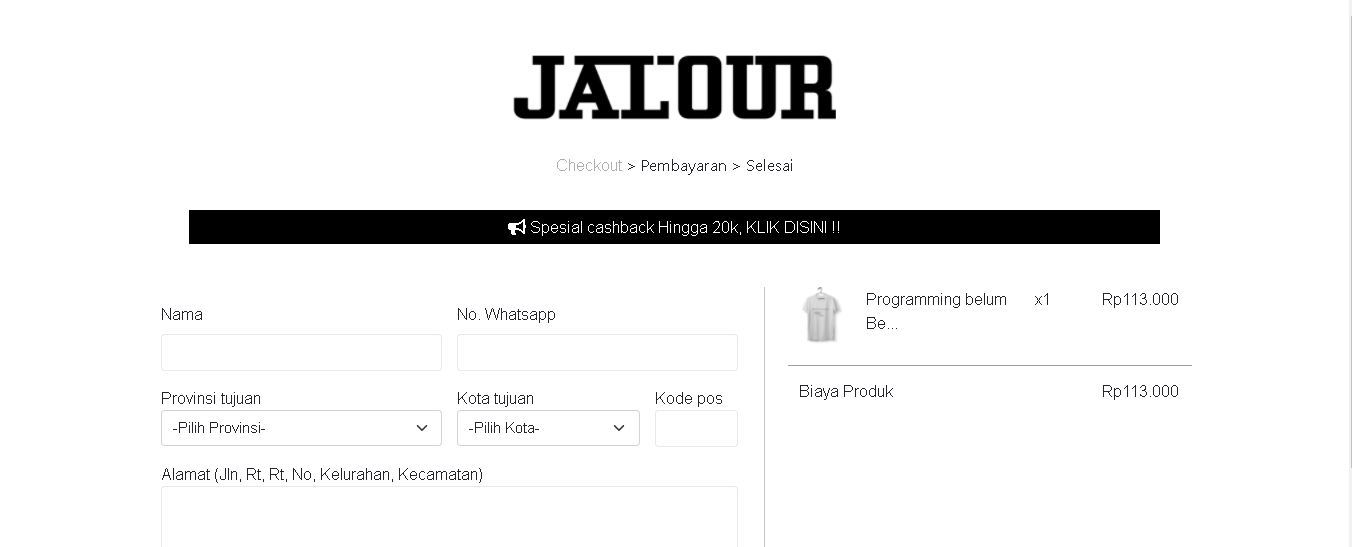 JALOUR
Checkout > Pembayaran > Selesai
Spesial cashback Hingga 20k, KLIK DISINI !!
Nama
No. Whatsapp
Provinsi tujuan
Kota tujuan
Kode pos
-Pilih Provinsi-
-Pilih Kota-
Alamat (Jln, Rt, Rt, No, Kelurahan, Kecamatan)
Programming belum x1 Rp113.000
Be...
Biaya Produk Rp113.000